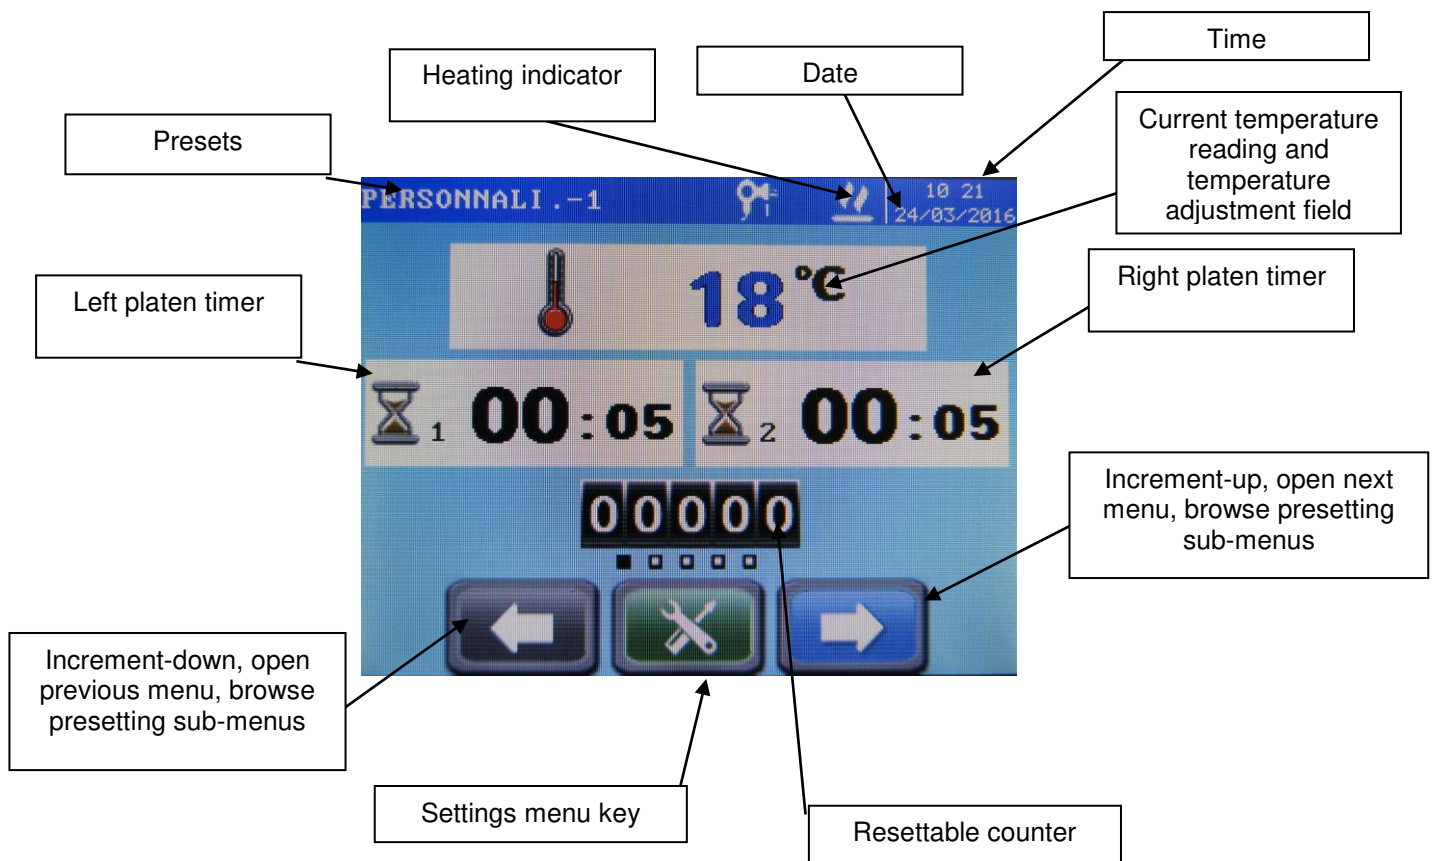 Time
Heating indicator
Date
Current temperature
reading and
temperature
adjustment field
Presets
PERSONNALI.-1
1
10 21
24/03/2016
18 °C
Left platen timer
Right platen timer
1 00:05
2 00:05
00000
Increment-up, open next
menu, browse presetting
sub-menus
Increment-down, open
previous menu, browse
presetting sub-menus
Settings menu key
Resettable counter